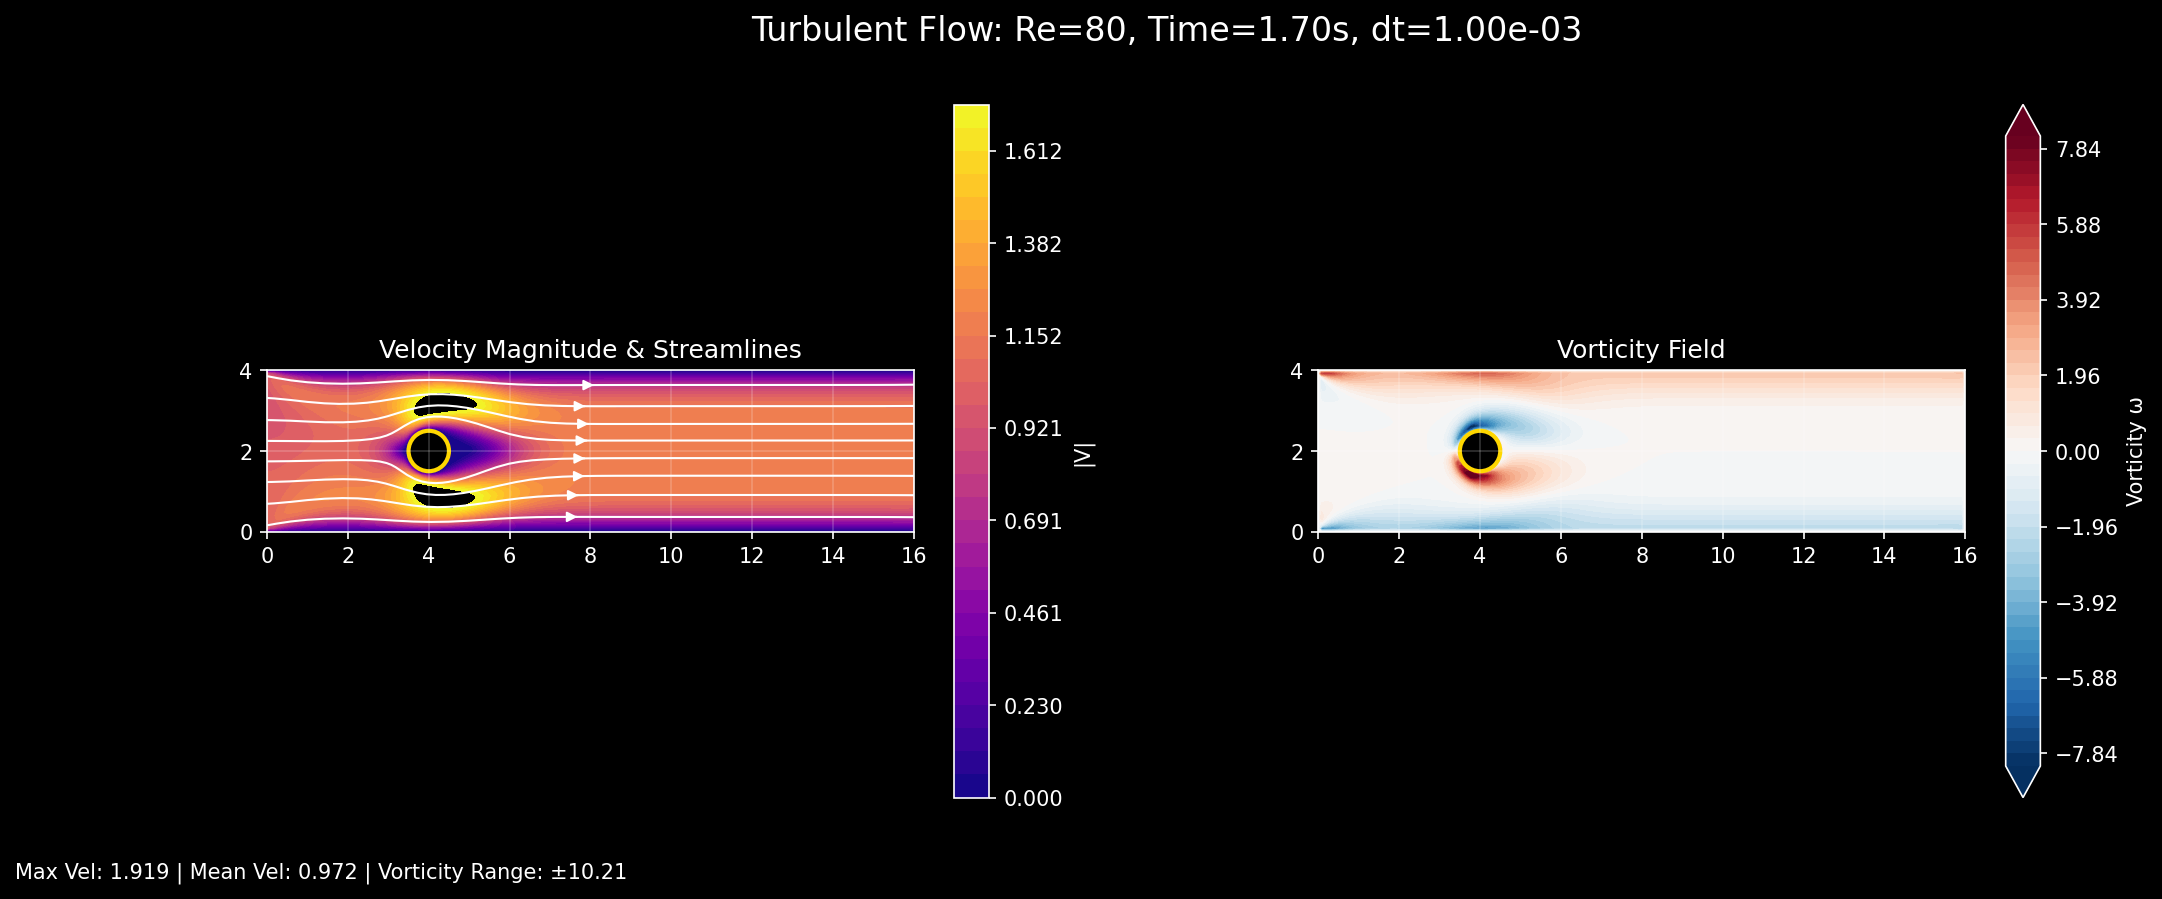 Turbulent Flow: Re=80, Time=1.70s, dt=1.00e-03
Velocity Magnitude & Streamlines
4
2
0
0 2 4 6 8 10 12 14 16
1.612
1.382
1.152
0.921
0.691
0.461
0.230
0.000
|V|
Vorticity Field
4
2
0
0 2 4 6 8 10 12 14 16
7.84
5.88
3.92
1.96
0.00
−1.96
−3.92
−5.88
−7.84
Vorticity ω
Max Vel: 1.919 | Mean Vel: 0.972 | Vorticity Range: ±10.21